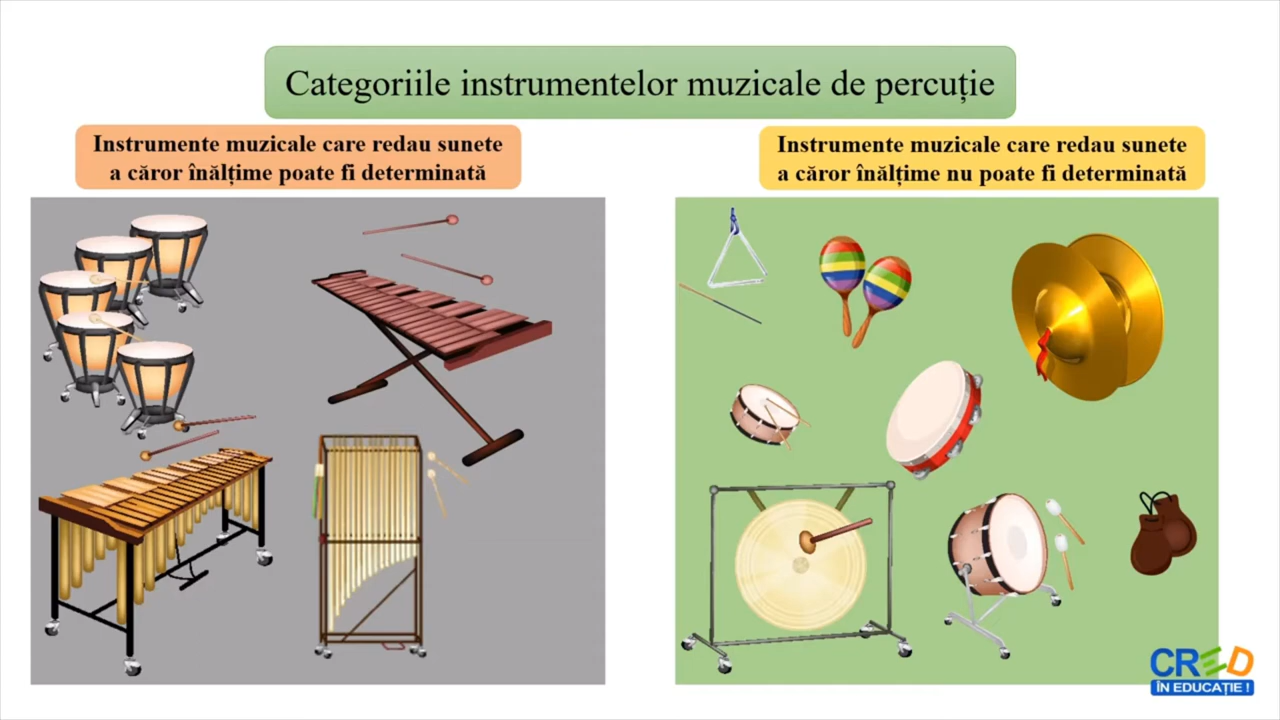 Categoriile instrumentelor muzicale de percuție
Instrumente muzicale care redau sunete
a căror înălțime poate fi determinată
Instrumente muzicale care redau sunete
a căror înălțime nu poate fi determinată
CRED
ÎN EDUCAȚIE !